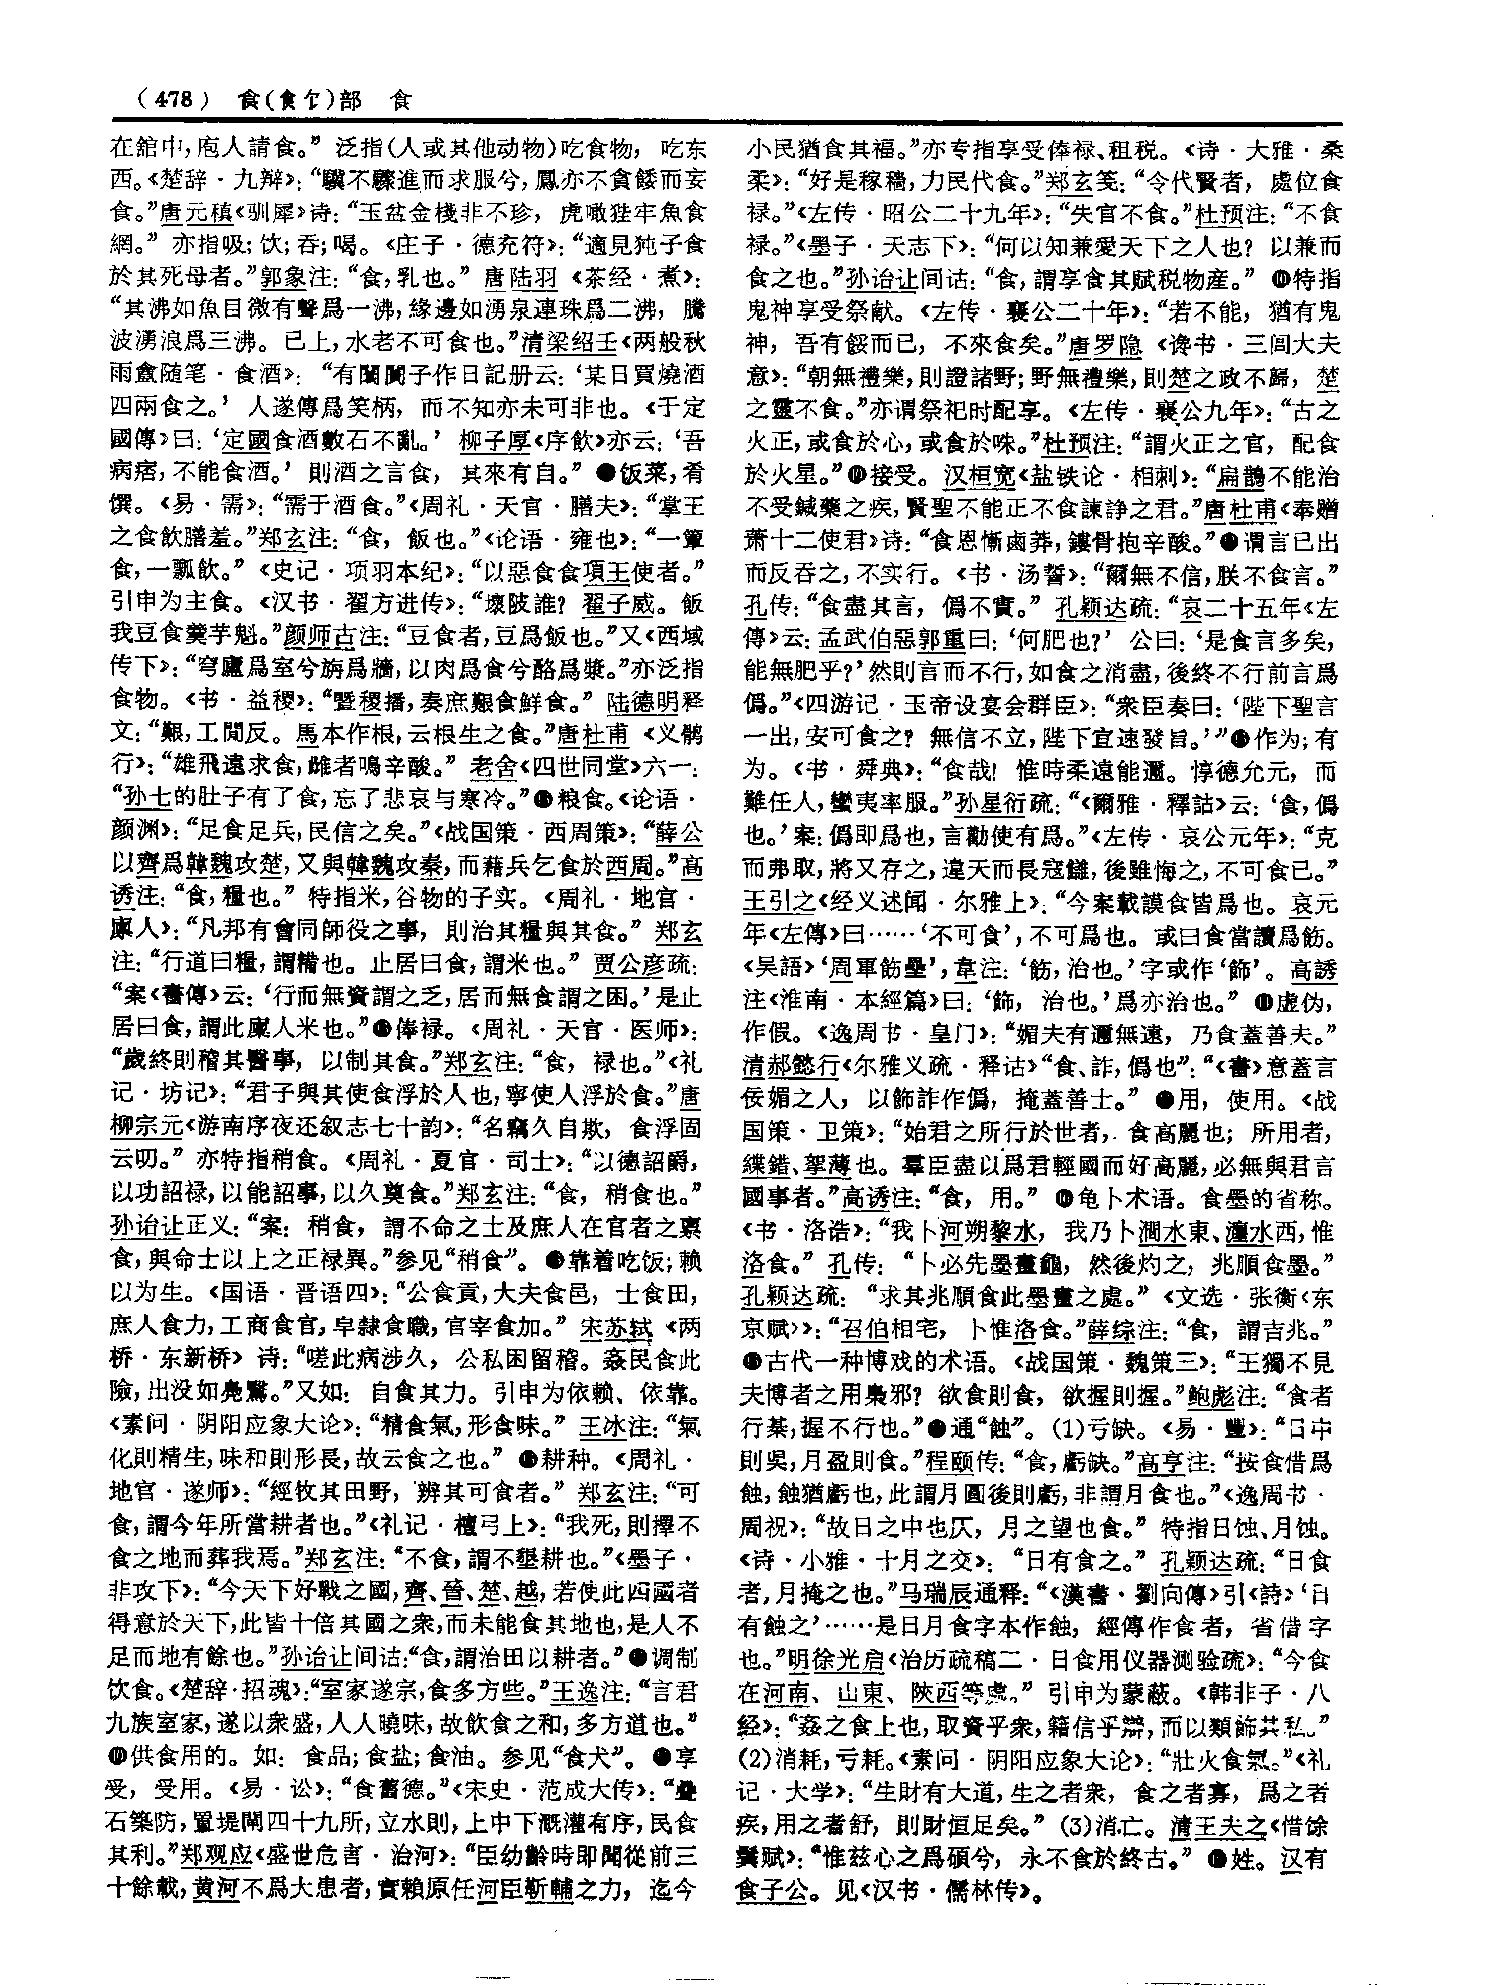 (478) 食(食饣)部 食
在館中，庖人請食。”泛指(人或其他动物)吃食物，吃东
西。《楚辞·九辩》：“驥不驟進而求服兮，鳳亦不貪餧而妄
食。”唐元稹《驯犀》诗：“玉盆金棧非不珍，虎噉狴牢魚食
網。”亦指吸；饮；吞；喝。《庄子·德充符》：“適見㹠子食
於其死母者。”郭象注：“食，乳也。”唐陆羽《茶经·煮》：
“其沸如魚目微有聲爲一沸，緣邊如湧泉連珠爲二沸，騰
波湧浪爲三沸。已上，水老不可食也。”清梁绍壬《两般秋
雨盦随笔·食酒》：“有闤闠子作日記册云：‘某日買燒酒
四兩食之。’人遂傳爲笑柄，而不知亦未可非也。《于定
國傳》曰：‘定國食酒數石不亂。’柳子厚《序飲》亦云：‘吾
病痞，不能食酒。’則酒之言食，其來有自。”●饭菜，肴
馔。《易·需》：“需于酒食。”《周礼·天官·膳夫》：“掌王
之食飲膳羞。”郑玄注：“食，飯也。”《论语·雍也》：“一簞
食，一瓢飲。”《史记·项羽本纪》：“以惡食食項王使者。”
引申为主食。《汉书·翟方进传》：“壞陂誰？翟子威。飯
我豆食羹芋魁。”颜师古注：“豆食者，豆爲飯也。”又《西域
传下》：“穹廬爲室兮旃爲牆，以肉爲食兮酪爲漿。”亦泛指
食物。《书·益稷》：“暨稷播，奏庶艱食鮮食。”陆德明释
文：“艱，工閒反。馬本作根，云根生之食。”唐杜甫《义鹘
行》：“雄飛遠求食，雌者鳴辛酸。”老舍《四世同堂》六一：
“孙七的肚子有了食，忘了悲哀与寒冷。”●粮食。《论语·
颜渊》：“足食足兵，民信之矣。”《战国策·西周策》：“薛公
以齊爲韓魏攻楚，又與韓魏攻秦，而藉兵乞食於西周。”高
诱注：“食，糧也。”特指米，谷物的子实。《周礼·地官·
廩人》：“凡邦有會同師役之事，則治其糧與其食。”郑玄
注：“行道曰糧，謂糒也。止居曰食，謂米也。”贾公彦疏：
“案《書傳》云：‘行而無資謂之乏，居而無食謂之困。’是止
居曰食，謂此廩人米也。”●俸禄。《周礼·天官·医师》：
“歲終則稽其醫事，以制其食。”郑玄注：“食，禄也。”《礼
记·坊记》：“君子與其使食浮於人也，寧使人浮於食。”唐
柳宗元《游南序夜还叙志七十韵》：“名竊久自欺，食浮固
云叨。”亦特指稍食。《周礼·夏官·司士》：“以德詔爵，
以功詔禄，以能詔事，以久奠食。”郑玄注：“食，稍食也。”
孙诒让正义：“案：稍食，謂不命之士及庶人在官者之禀
食，與命士以上之正禄異。”参见“稍食”。●靠着吃饭；赖
以为生。《国语·晋语四》：“公食貢，大夫食邑，士食田，
庶人食力，工商食官，皁隸食職，官宰食加。”宋苏轼《两
桥·东新桥》诗：“嗟此病涉久，公私困留稽。姦民食此
險，出没如鳧鷖。”又如：自食其力。引申为依赖、依靠。
《素问·阴阳应象大论》：“精食氣，形食味。”王冰注：“氣
化則精生，味和則形長，故云食之也。”●耕种。《周礼·
地官·遂师》：“經牧其田野，辨其可食者。”郑玄注：“可
食，謂今年所當耕者也。”《礼记·檀弓上》：“我死，則擇不
食之地而葬我焉。”郑玄注：“不食，謂不墾耕也。”《墨子·
非攻下》：“今天下好戰之國，齊、晉、楚、越，若使此四國者
得意於天下，此皆十倍其國之衆，而未能食其地也，是人不
足而地有餘也。”孙诒让间诂：“食，謂治田以耕者。”●调制
饮食。《楚辞·招魂》：“室家遂宗，食多方些。”王逸注：“言君
九族室家，遂以衆盛，人人曉味，故飲食之和，多方道也。”
❿供食用的。如：食品；食盐；食油。参见“食犬”。●享
受，受用。《易·讼》：“食舊德。”《宋史·范成大传》：“疊
石築防，置堤閘四十九所，立水則，上中下溉灌有序，民食
其利。”郑观应《盛世危言·治河》：“臣幼齡時即聞從前三
十餘載，黄河不爲大患者，實賴原任河臣靳輔之力，迄今
小民猶食其福。”亦专指享受俸禄、租税。《诗·大雅·桑
柔》：“好是稼穡，力民代食。”郑玄笺：“令代賢者，處位食
禄。”《左传·昭公二十九年》：“失官不食。”杜预注：“不食
禄。”《墨子·天志下》：“何以知兼愛天下之人也？以兼而
食之也。”孙诒让间诂：“食，謂享食其赋税物産。”●特指
鬼神享受祭献。《左传·襄公二十年》：“若不能，猶有鬼
神，吾有餒而已，不來食矣。”唐罗隐《谗书·三闾大夫
意》：“朝無禮樂，則證諸野；野無禮樂，則楚之政不歸，楚
之靈不食。”亦谓祭祀时配享。《左传·襄公九年》：“古之
火正，或食於心，或食於咮。”杜预注：“謂火正之官，配食
於火星。”●接受。汉桓宽《盐铁论·相刺》：“扁鵲不能治
不受鍼藥之疾，賢聖不能正不食諫諍之君。”唐杜甫《奉赠
萧十二使君》诗：“食恩慚鹵莽，鏤骨抱辛酸。”●谓言已出
而反吞之，不实行。《书·汤誓》：“爾無不信，朕不食言。”
孔传：“食盡其言，僞不實。”孔颖达疏：“哀二十五年《左
傳》云：孟武伯惡郭重曰：‘何肥也？’公曰：‘是食言多矣，
能無肥乎？’然則言而不行，如食之消盡，後終不行前言爲
僞。”《四游记·玉帝设宴会群臣》：“衆臣奏曰：‘陛下聖言
一出，安可食之？無信不立，陛下宜速發旨。’”●作为；有
为。《书·舜典》：“食哉！惟時柔遠能邇。惇德允元，而
難任人，蠻夷率服。”孙星衍疏：“《爾雅·釋詁》云：‘食，僞
也。’案：僞即爲也，言勸使有爲。”《左传·哀公元年》：“克
而弗取，將又存之，違天而長寇讎，後雖悔之，不可食已。”
王引之《经义述闻·尔雅上》：“今案載謨食皆爲也。哀元
年《左傳》曰……‘不可食’，不可爲也。或曰食當讀爲飭。
《吴語》‘周軍飭壘’，韋注：‘飭，治也。’字或作‘飾’。高誘
注《淮南·本經篇》曰：‘飾，治也。’爲亦治也。”●虚伪，
作假。《逸周书·皇门》：“媚夫有邇無遠，乃食蓋善夫。”
清郝懿行《尔雅义疏·释诂》“食、詐，僞也”：“《書》意蓋言
佞媚之人，以飾詐作僞，掩蓋善士。”●用，使用。《战
国策·卫策》：“始君之所行於世者，食高麗也；所用者，
緤錯、挐薄也。羣臣盡以爲君輕國而好高麗，必無與君言
國事者。”高诱注：“食，用。”●龟卜术语。食墨的省称。
《书·洛诰》：“我卜河朔黎水，我乃卜澗水東、瀍水西，惟
洛食。”孔传：“卜必先墨畫龜，然後灼之，兆順食墨。”
孔颖达疏：“求其兆順食此墨畫之處。”《文选·张衡〈东
京赋〉》：“召伯相宅，卜惟洛食。”薛综注：“食，謂吉兆。”
●古代一种博戏的术语。《战国策·魏策三》：“王獨不見
夫博者之用梟邪？欲食則食，欲握則握。”鲍彪注：“食者
行棊，握不行也。”●通“蝕”。(1)亏缺。《易·豐》：“日中
則昃，月盈則食。”程颐传：“食，虧缺。”高亨注：“按食借爲
蝕，蝕猶虧也，此謂月圓後則虧，非謂月食也。”《逸周书·
周祝》：“故日之中也仄，月之望也食。”特指日蚀、月蚀。
《诗·小雅·十月之交》：“日有食之。”孔颖达疏：“日食
者，月掩之也。”马瑞辰通释：“《漢書·劉向傳》引《詩》‘日
有蝕之’……是日月食字本作蝕，經傳作食者，省借字
也。”明徐光启《治历疏稿二·日食用仪器测验疏》：“今食
在河南、山東、陝西等處。”引申为蒙蔽。《韩非子·八
经》：“姦之食上也，取資乎衆，籍信乎辯，而以類飾其私。”
(2)消耗，亏耗。《素问·阴阳应象大论》：“壯火食氣。”《礼
记·大学》：“生財有大道，生之者衆，食之者寡，爲之者
疾，用之者舒，則財恒足矣。”(3)消亡。清王夫之《惜馀
鬒赋》：“惟兹心之爲碩兮，永不食於終古。”●姓。汉有
食子公。见《汉书·儒林传》。